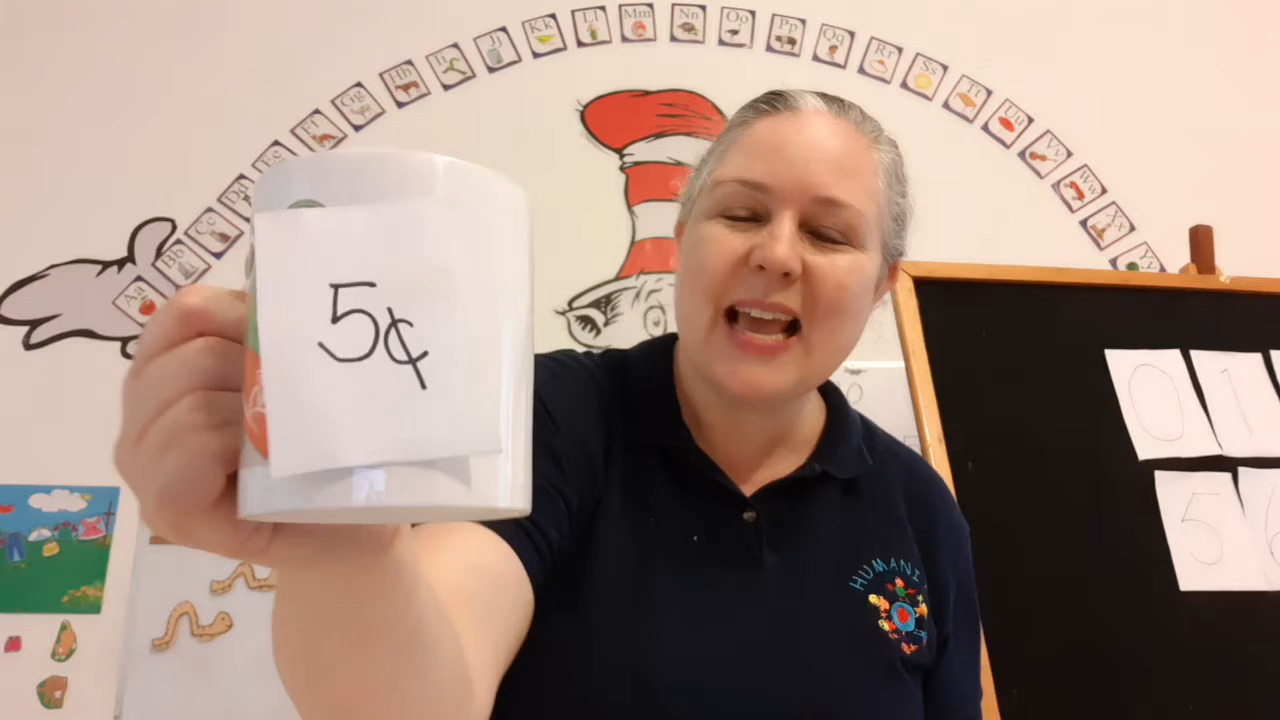 Aa
Bb
Cc
Dd
Ee
Ff
Gg
Hh
Ii
Jj
Kk
Ll
Mm
Nn
Oo
Pp
Qq
Rr
Ss
Tt
Uu
Vv
Ww
Xx
Yy
5¢
0 1
5
HUMANI